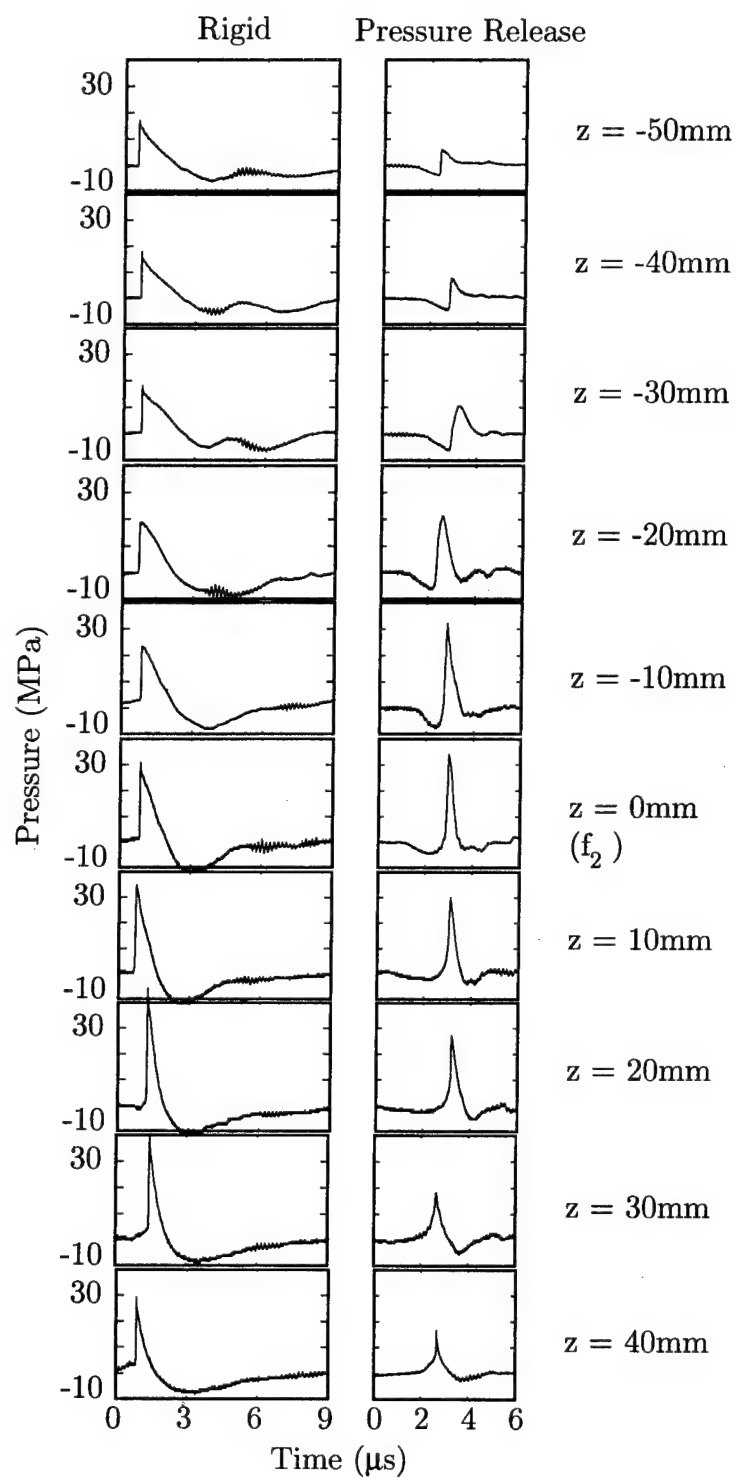 Rigid Pressure Release
30
-10
z = -50mm
30
-10
z = -40mm
30
-10
z = -30mm
30
-10
z = -20mm
30
-10
z = -10mm
30
-10
z = 0mm
(f2 )
30
-10
z = 10mm
30
-10
z = 20mm
30
-10
z = 30mm
30
-10
z = 40mm
Pressure (MPa)
0 3 6 9 0 2 4 6
Time (μs)